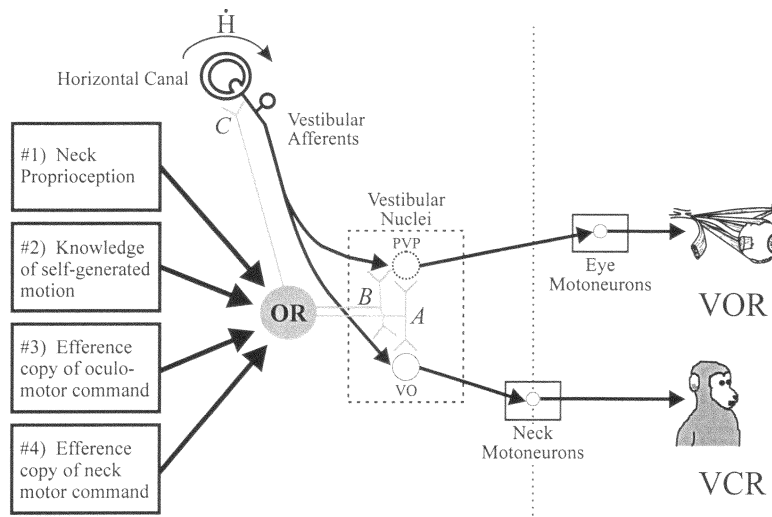 Ḣ
Horizontal Canal
C
Vestibular
Afferents
#1) Neck
Proprioception
#2) Knowledge
of self-generated
motion
#3) Efference
copy of oculo-
motor command
#4) Efference
copy of neck
motor command
OR
Vestibular
Nuclei
PVP
B
A
VO
Eye
Motoneurons
VOR
Neck
Motoneurons
VCR